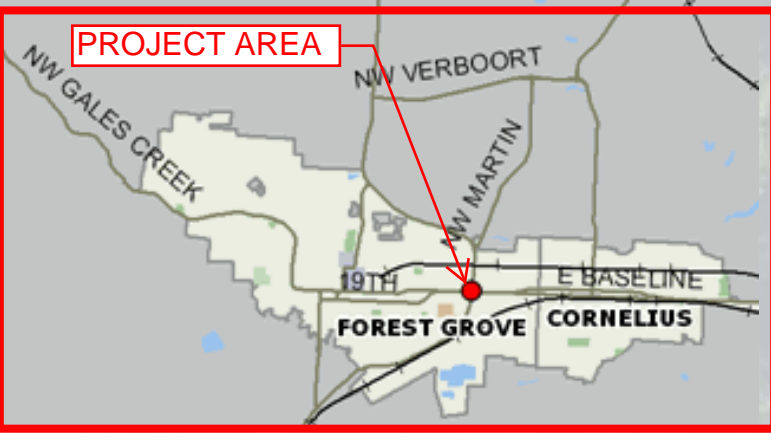 PROJECT AREA
NW VERBOORT
NW GALES CREEK
NW MARTIN
19TH
E BASELINE
FOREST GROVE
CORNELIUS